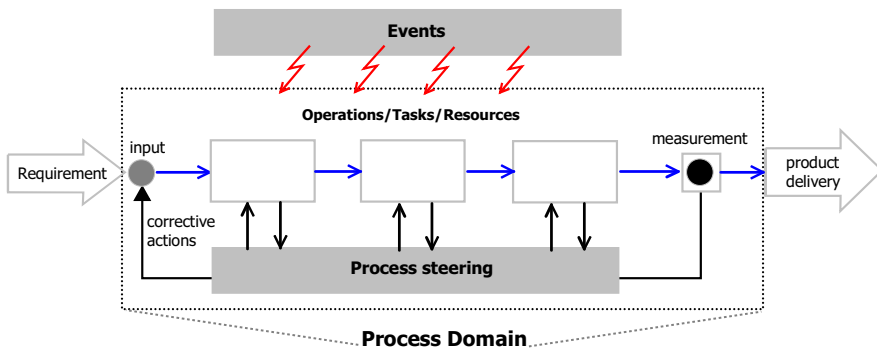 Events
Operations/Tasks/Resources
input
measurement
Requirement
product
delivery
corrective
actions
Process steering
Process Domain